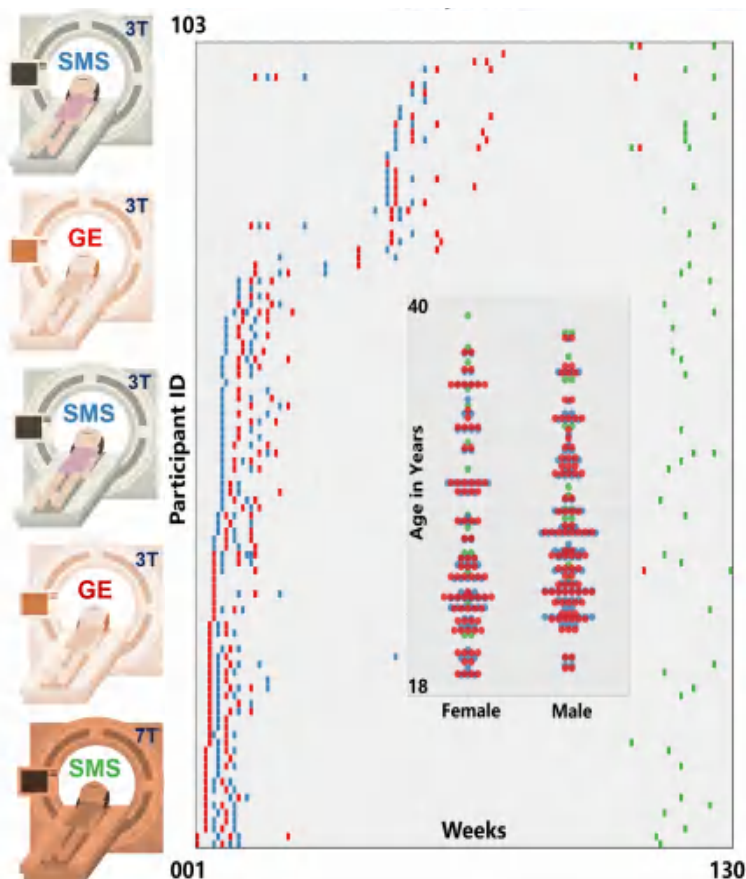 103
3T
SMS
3T
GE
3T
SMS
3T
GE
7T
SMS
Participant ID
40
Age in Years
18
Female Male
Weeks
001 130